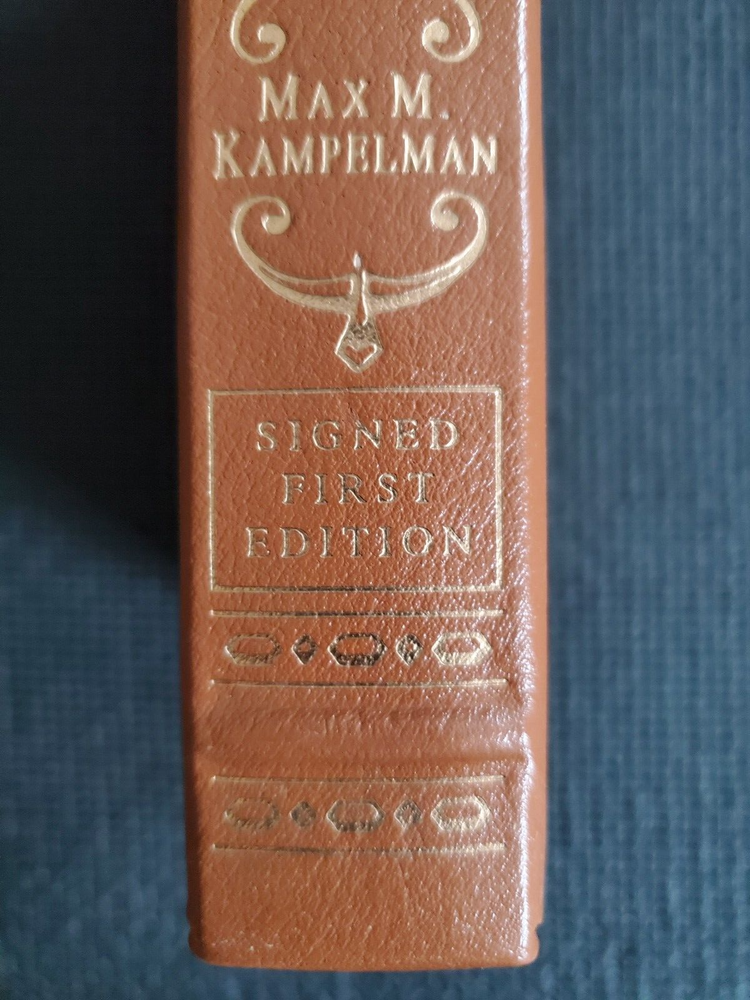 MAX M.
KAMPELMAN
SIGNED
FIRST
EDITION